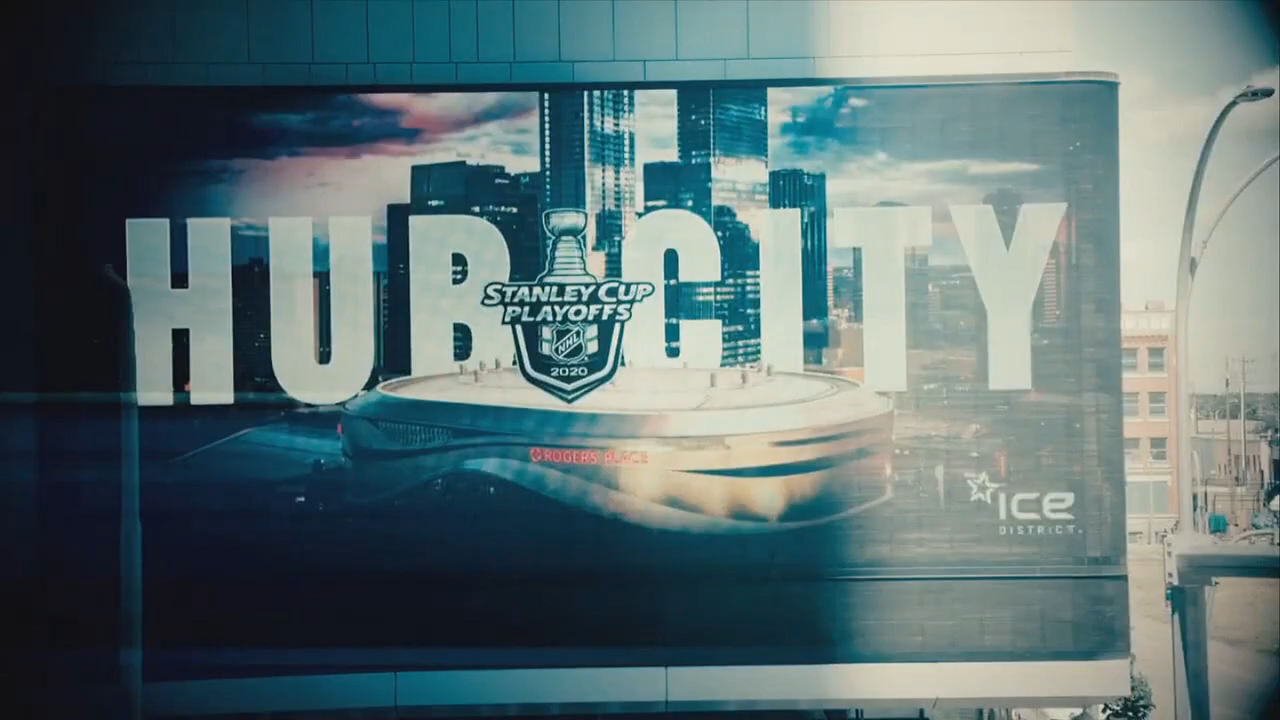 HUB CITY
STANLEY CUP
PLAYOFFS
NHL
2020
ROGERS PLACE
ICE
DISTRICT